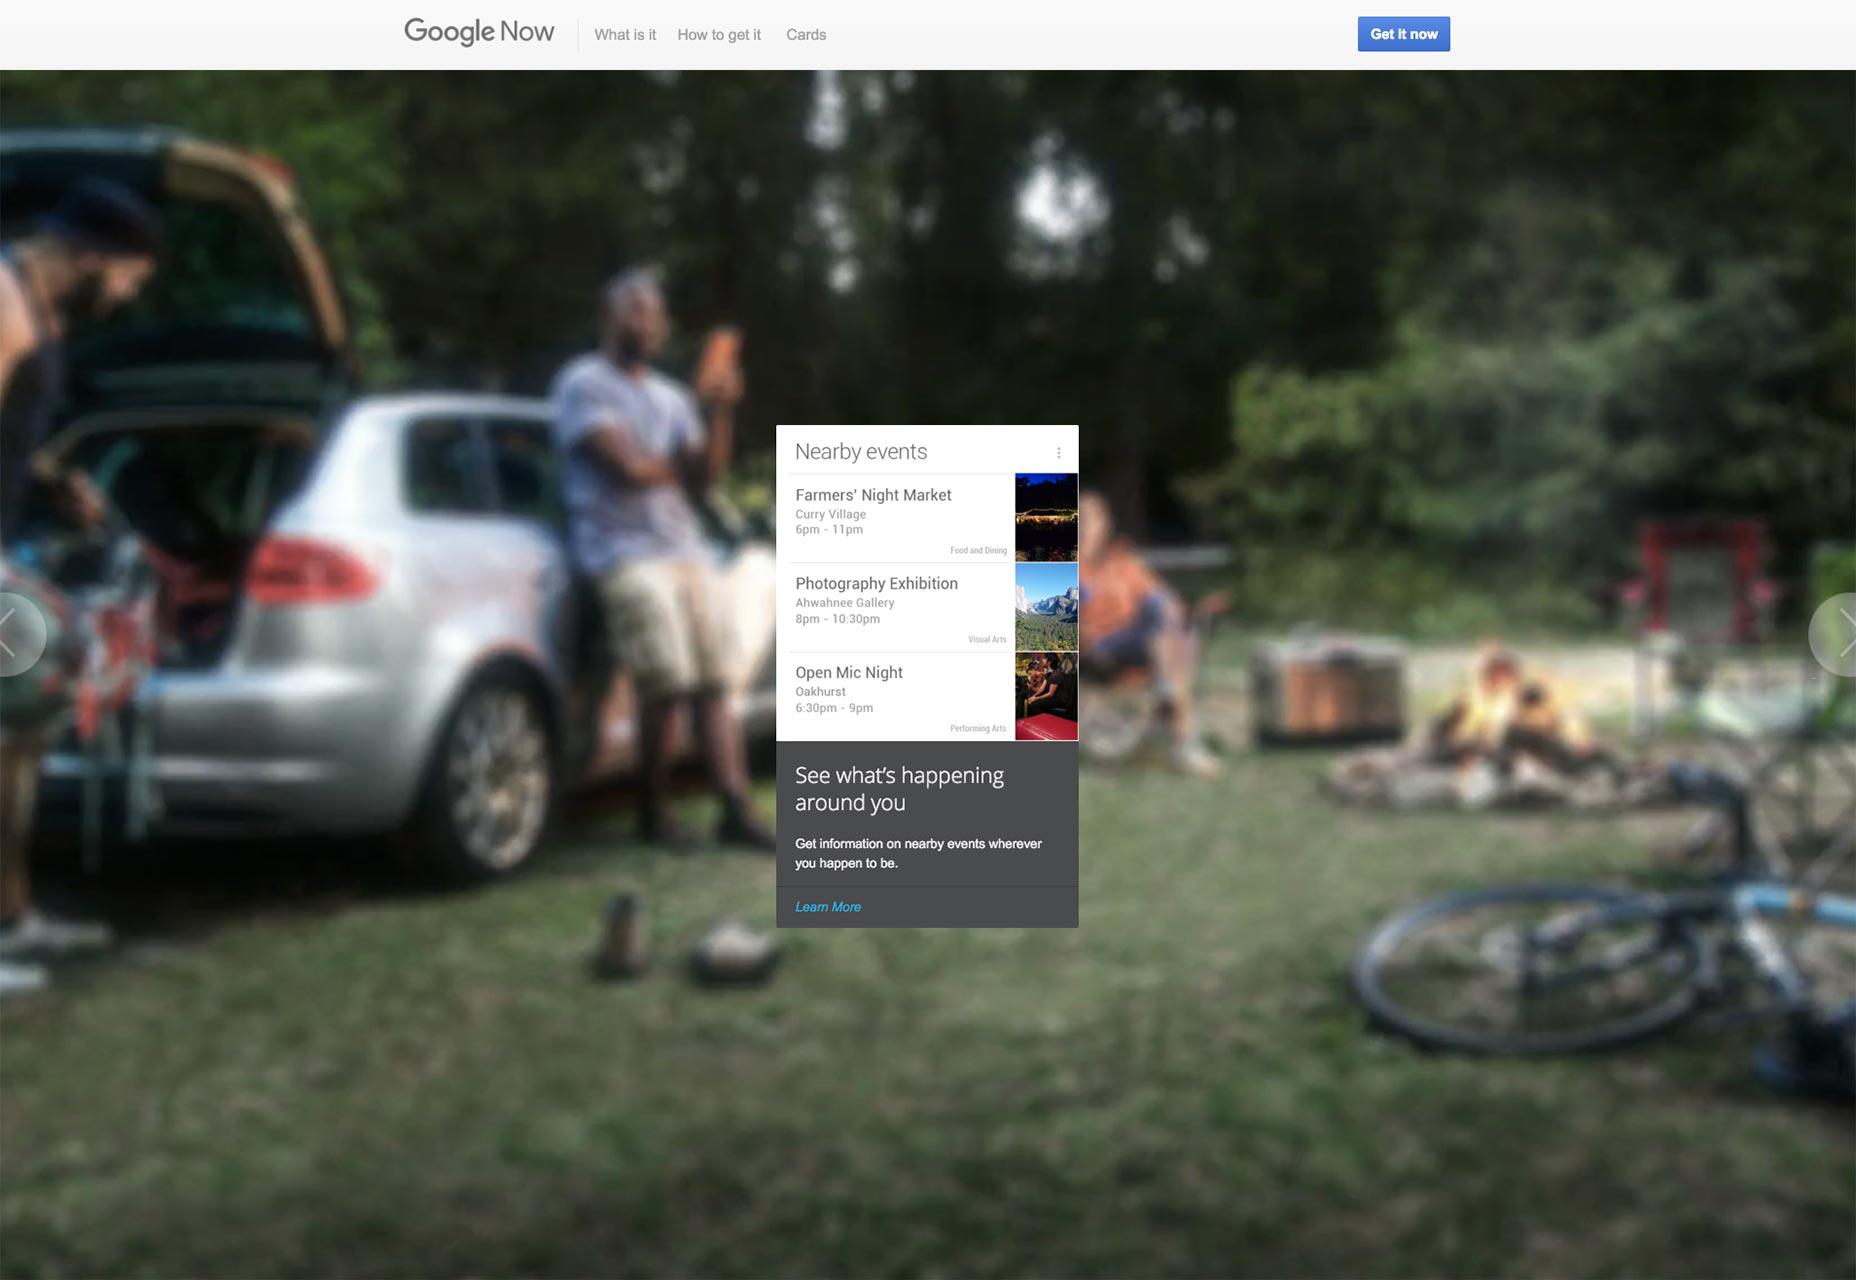 Google Now
What is it
How to get it
Cards
Get it now
Nearby events
Farmers' Night Market
Curry Village
6pm - 11pm
Food and Dining
Photography Exhibition
Ahwahnee Gallery
8pm - 10:30pm
Visual Arts
Open Mic Night
Oakhurst
6:30pm - 9pm
Performing Arts
See what's happening
around you
Get information on nearby events wherever
you happen to be.
Learn More